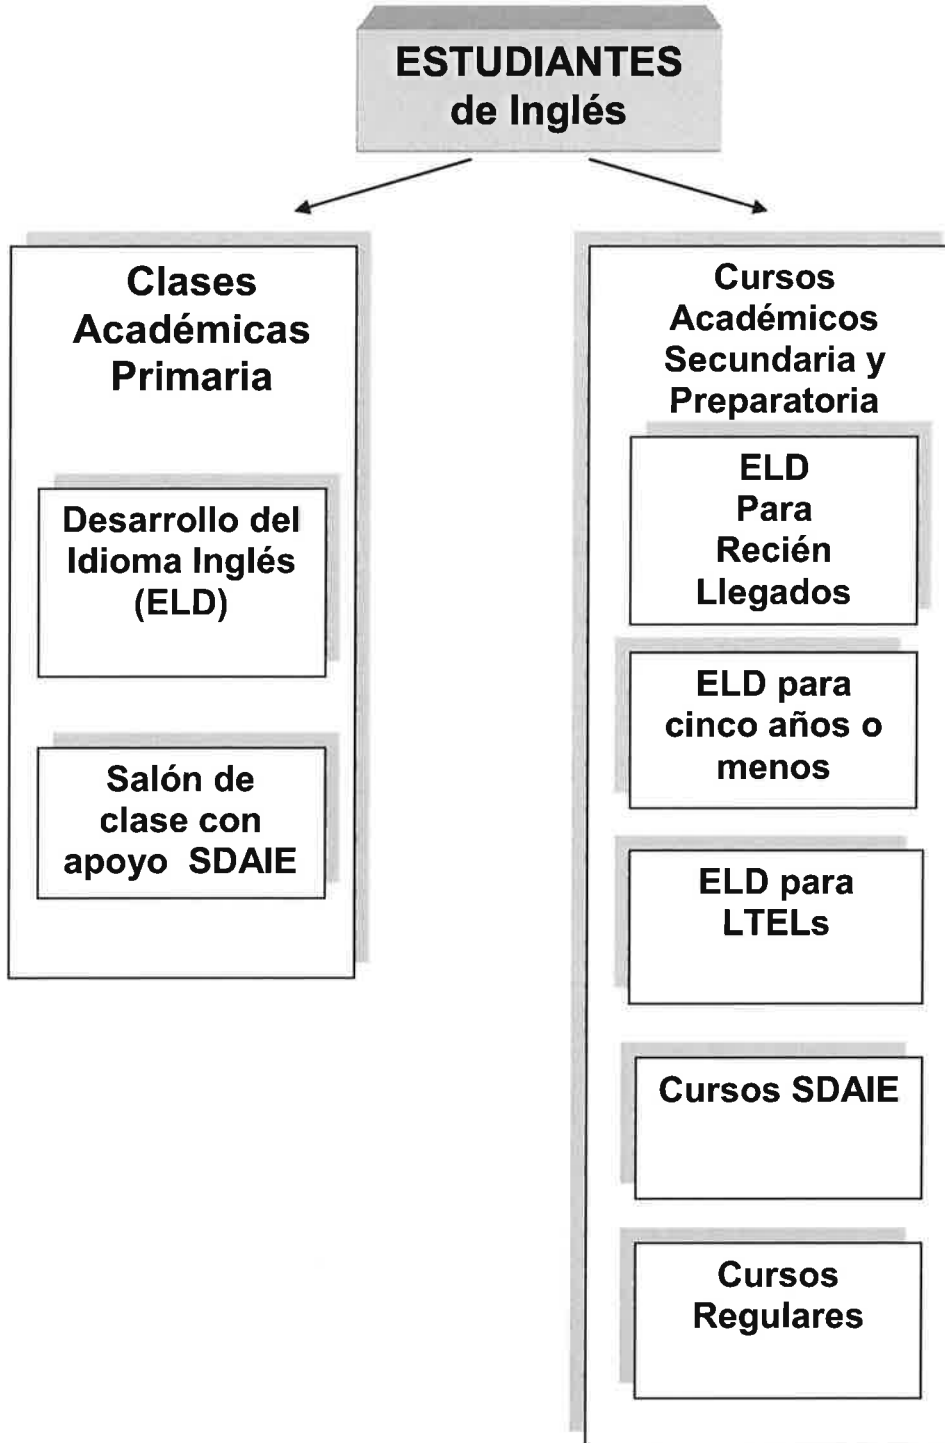 ESTUDIANTES
de Inglés
Clases
Académicas
Primaria
Desarrollo del
Idioma Inglés
(ELD)
Salón de
clase con
apoyo SDAIE
Cursos
Académicos
Secundaria y
Preparatoria
ELD
Para
Recién
Llegados
ELD para
cinco años o
menos
ELD para
LTELs
Cursos SDAIE
Cursos
Regulares